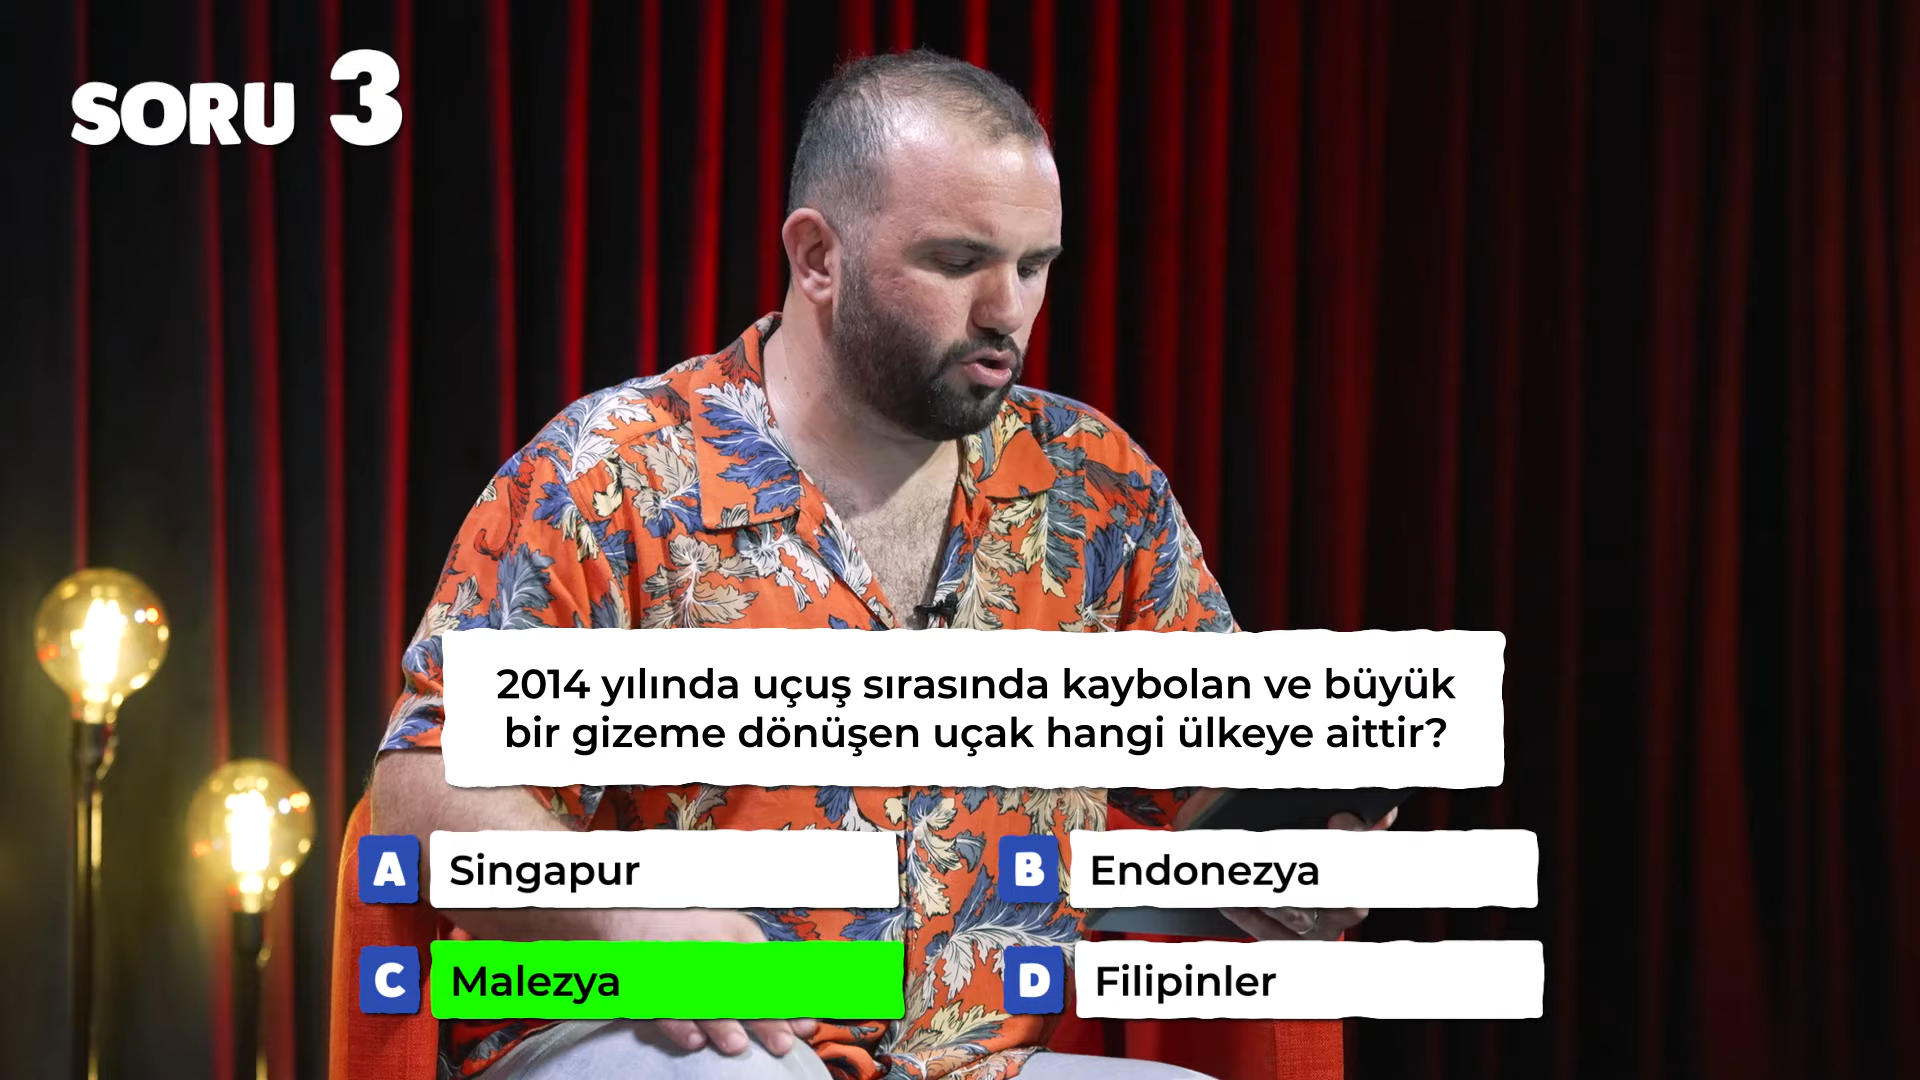 SORU 3
2014 yılında uçuş sırasında kaybolan ve büyük
bir gizeme dönüşen uçak hangi ülkeye aittir?
A Singapur
B Endonezya
C Malezya
D Filipinler